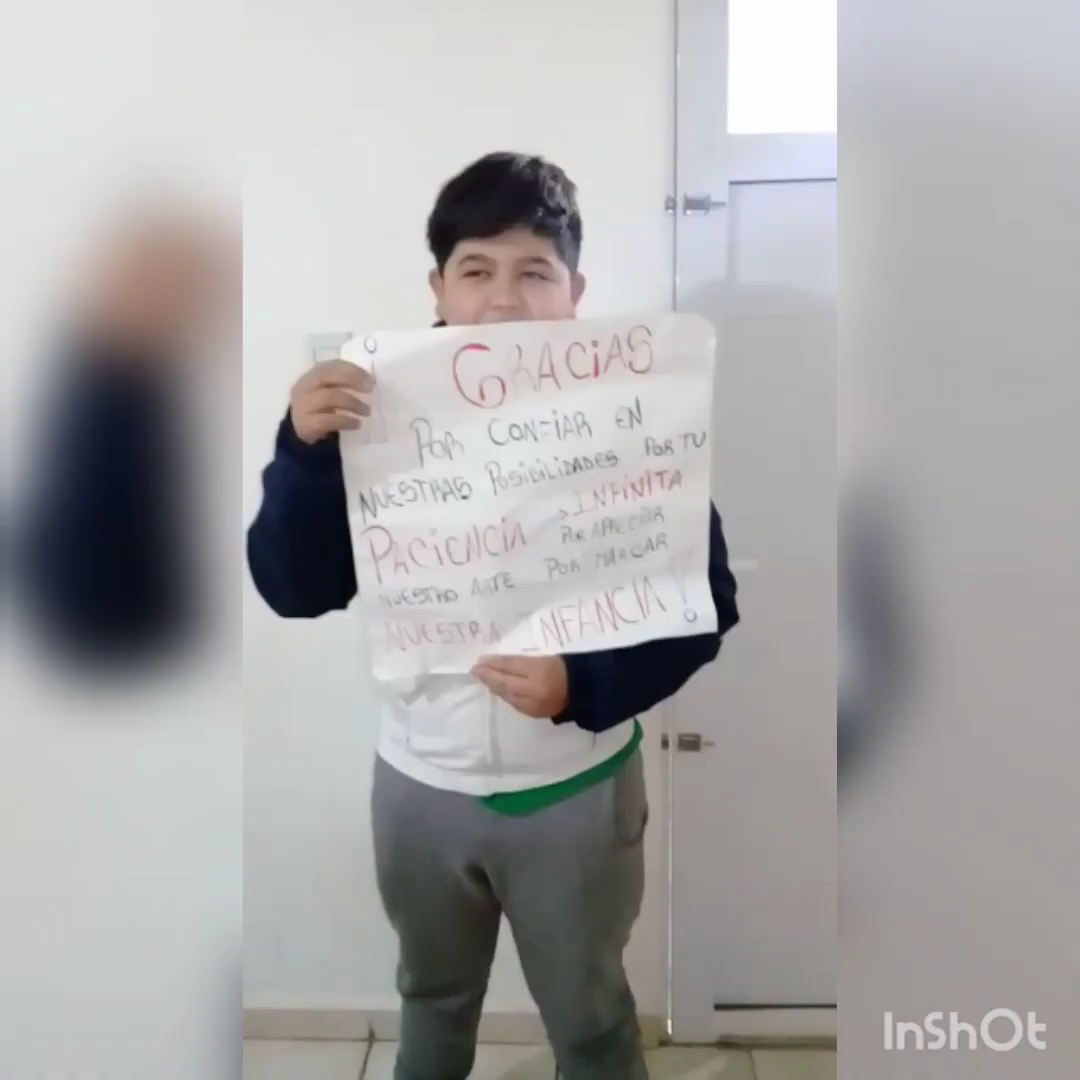 ¡ GRACiAS
POR CONFiAR EN
NUESTRAS POSiBiLiDADES POR TU
PACiENCiA > INFiNiTA
POR APRECiAR
NUESTRO ARTE POR MARCAR
NUESTRA INFANCiA !
InShOt